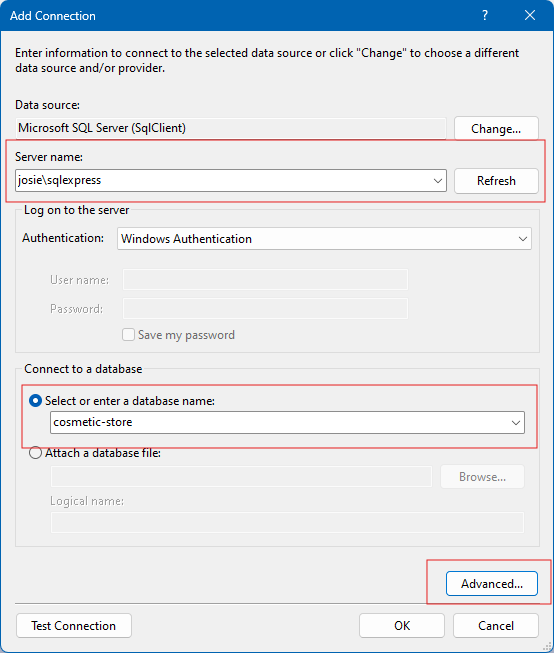 Add Connection
?
Enter information to connect to the selected data source or click "Change" to choose a different
data source and/or provider.
Data source:
Microsoft SQL Server (SqlClient)
Change...
Server name:
josie\sqlexpress
Refresh
Log on to the server
Authentication:
Windows Authentication
User name:
Password:
Save my password
Connect to a database
Select or enter a database name:
cosmetic-store
Attach a database file:
Browse...
Logical name:
Advanced...
Test Connection
OK
Cancel